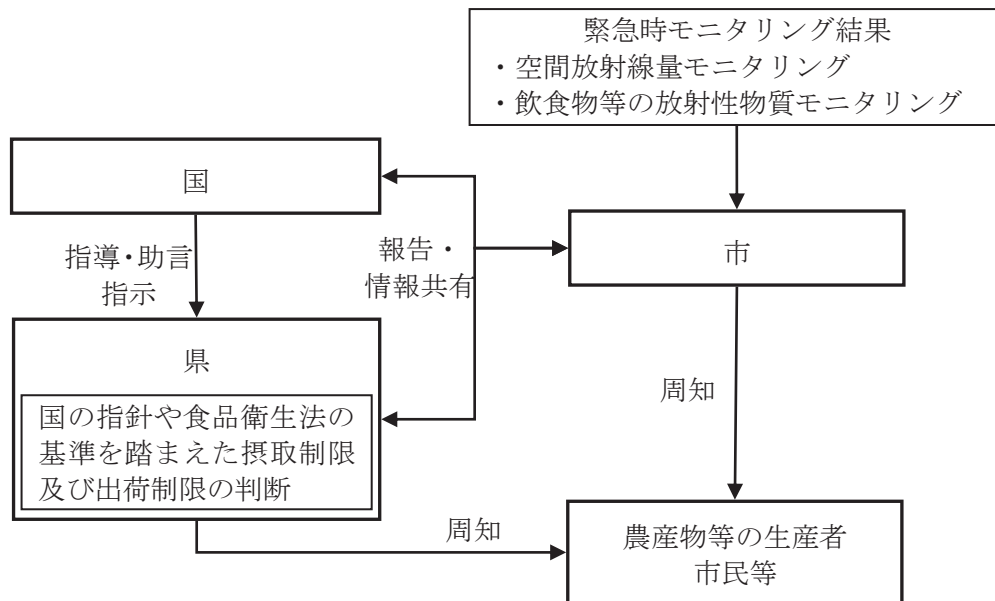 緊急時モニタリング結果
・空間放射線量モニタリング
・飲食物等の放射性物質モニタリング
国
市
指導・助言
指示
報告・
情報共有
県
国の指針や食品衛生法の
基準を踏まえた摂取制限
及び出荷制限の判断
周知
周知
農産物等の生産者
市民等